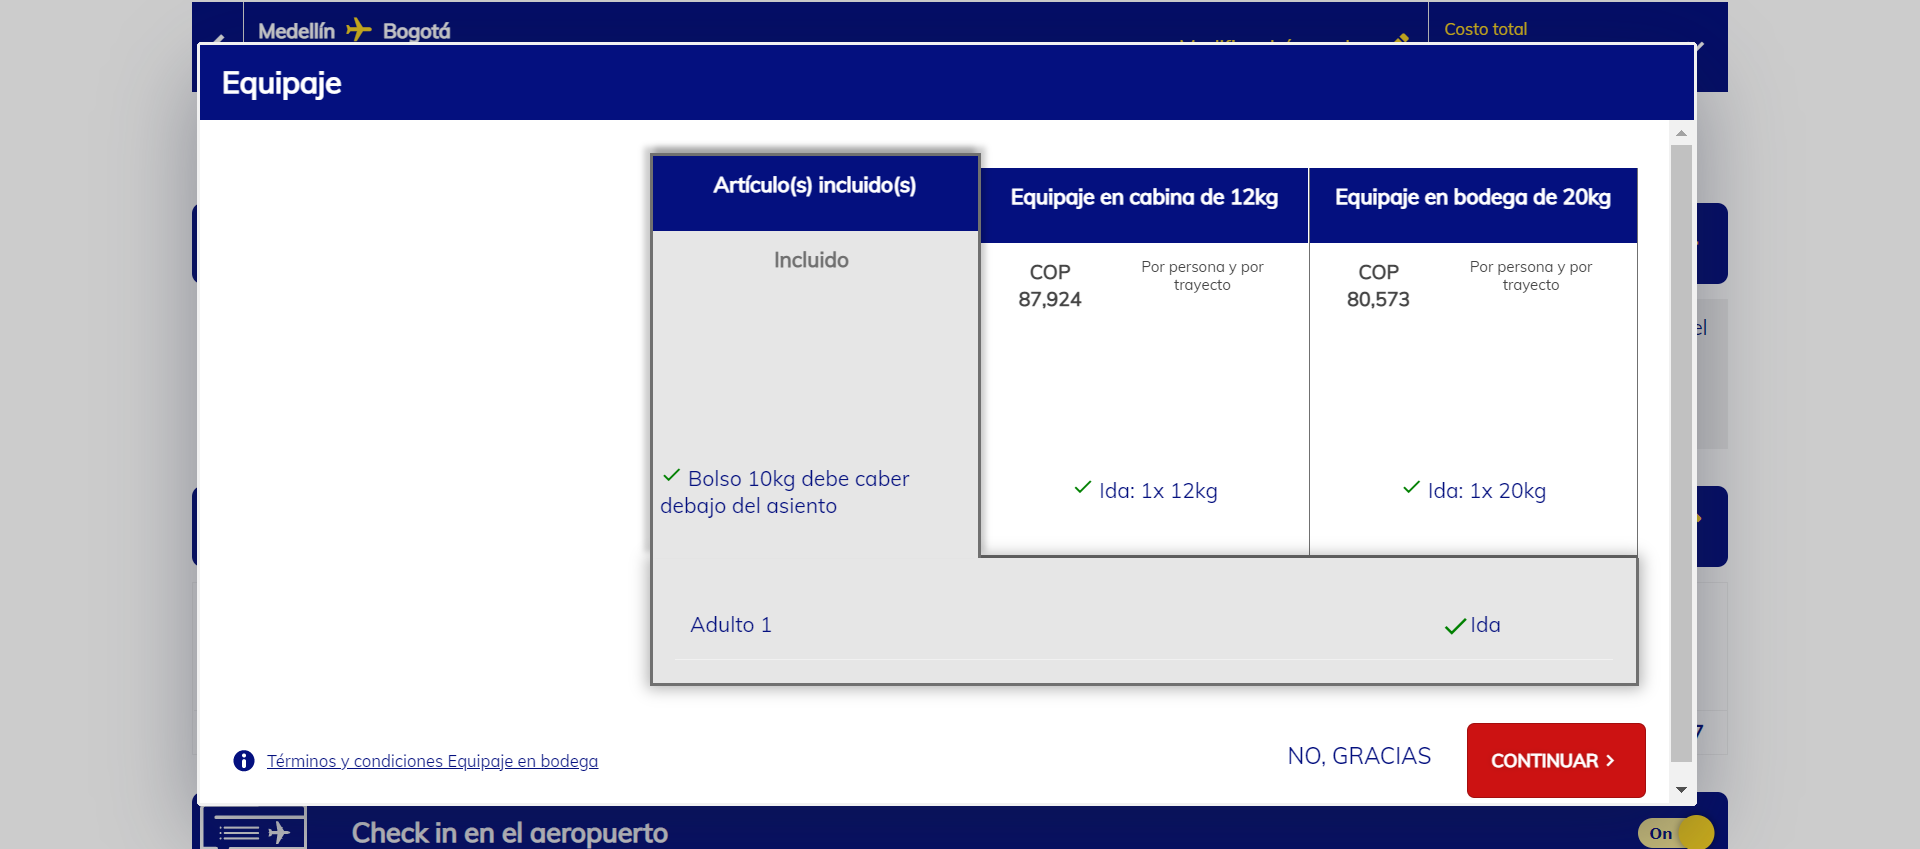 Medellín Bogotá
Costo total
Equipaje
Artículo(s) incluido(s)
Incluido
Bolso 10kg debe caber
debajo del asiento
Equipaje en cabina de 12kg
COP
87,924
Por persona y por
trayecto
Ida: 1x 12kg
Equipaje en bodega de 20kg
COP
80,573
Por persona y por
trayecto
Ida: 1x 20kg
Adulto 1
Ida
Términos y condiciones Equipaje en bodega
NO, GRACIAS
CONTINUAR >
el
7
Check in en el aeropuerto
On